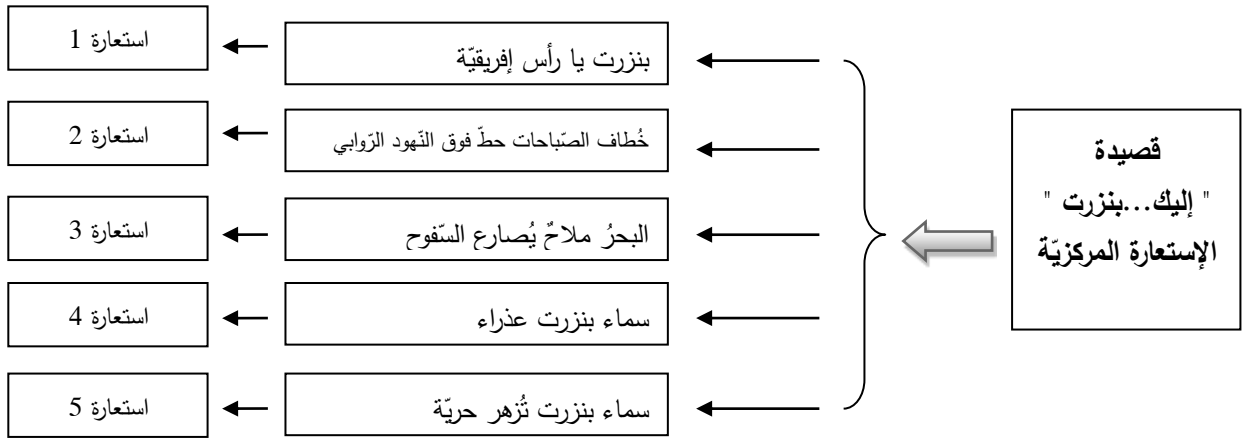 قصيدة
" إليك...بنزرت "
الإستعارة المركزيّة
بنزرت يا رأس إفريقيّة
استعارة 1
خُطاف الصّباحات حطّ فوق النّهود الرّوابي
استعارة 2
البحرُ ملاحٌ يُصارع السّفوح
استعارة 3
سماء بنزرت عذراء
استعارة 4
سماء بنزرت تُزهر حريّة
استعارة 5